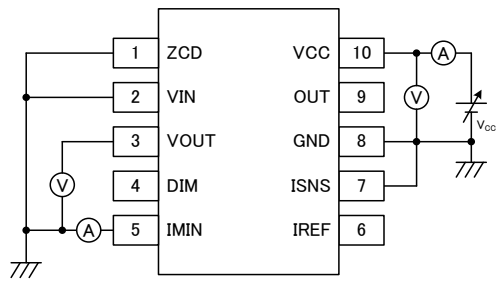 1 ZCD VCC 10 A
2 VIN OUT 9 V
V_CC
3 VOUT GND 8
V 4 DIM ISNS 7
A 5 IMIN IREF 6